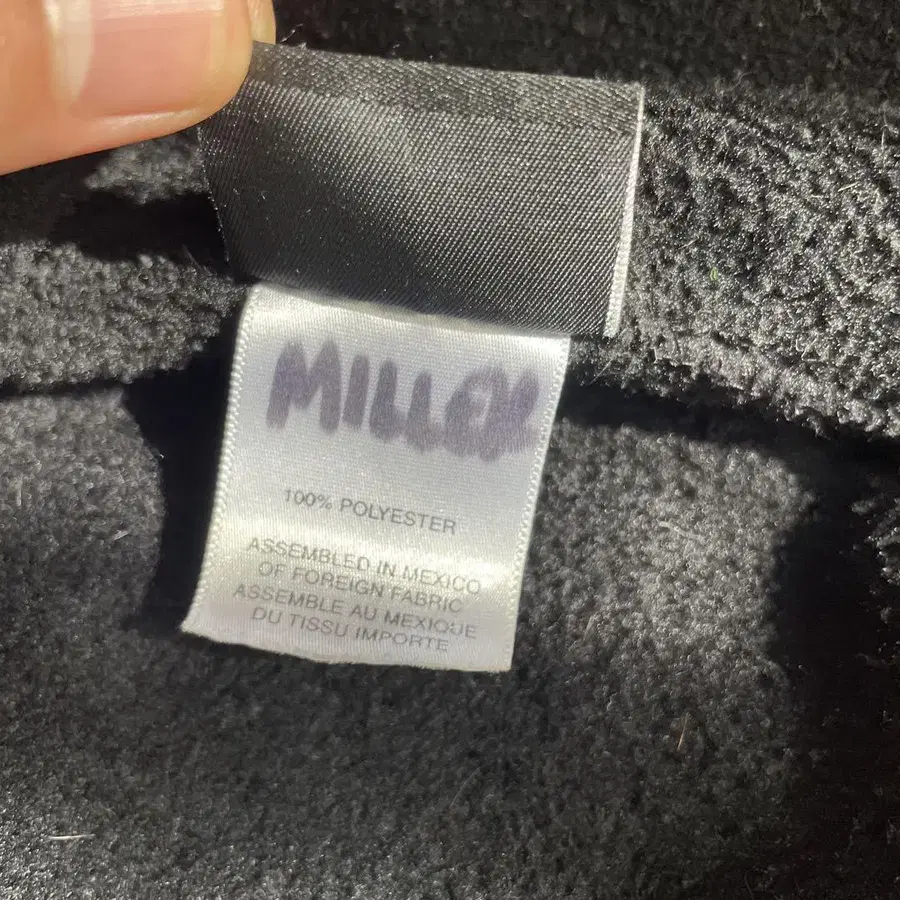 MILLER
100% POLYESTER
ASSEMBLED IN MEXICO
OF FOREIGN FABRIC
ASSEMBLE AU MEXIQUE
DU TISSU IMPORTE